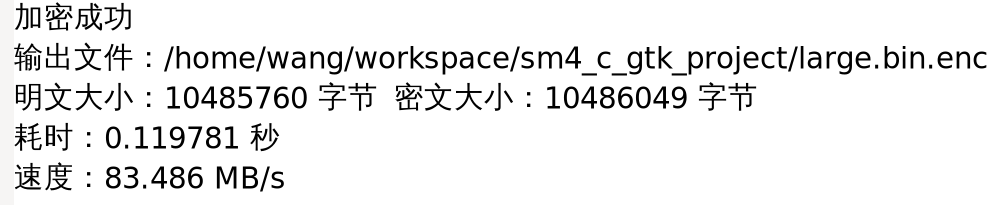 加密成功
输出文件：/home/wang/workspace/sm4_c_gtk_project/large.bin.enc
明文大小：10485760 字节  密文大小：10486049 字节
耗时：0.119781 秒
速度：83.486 MB/s